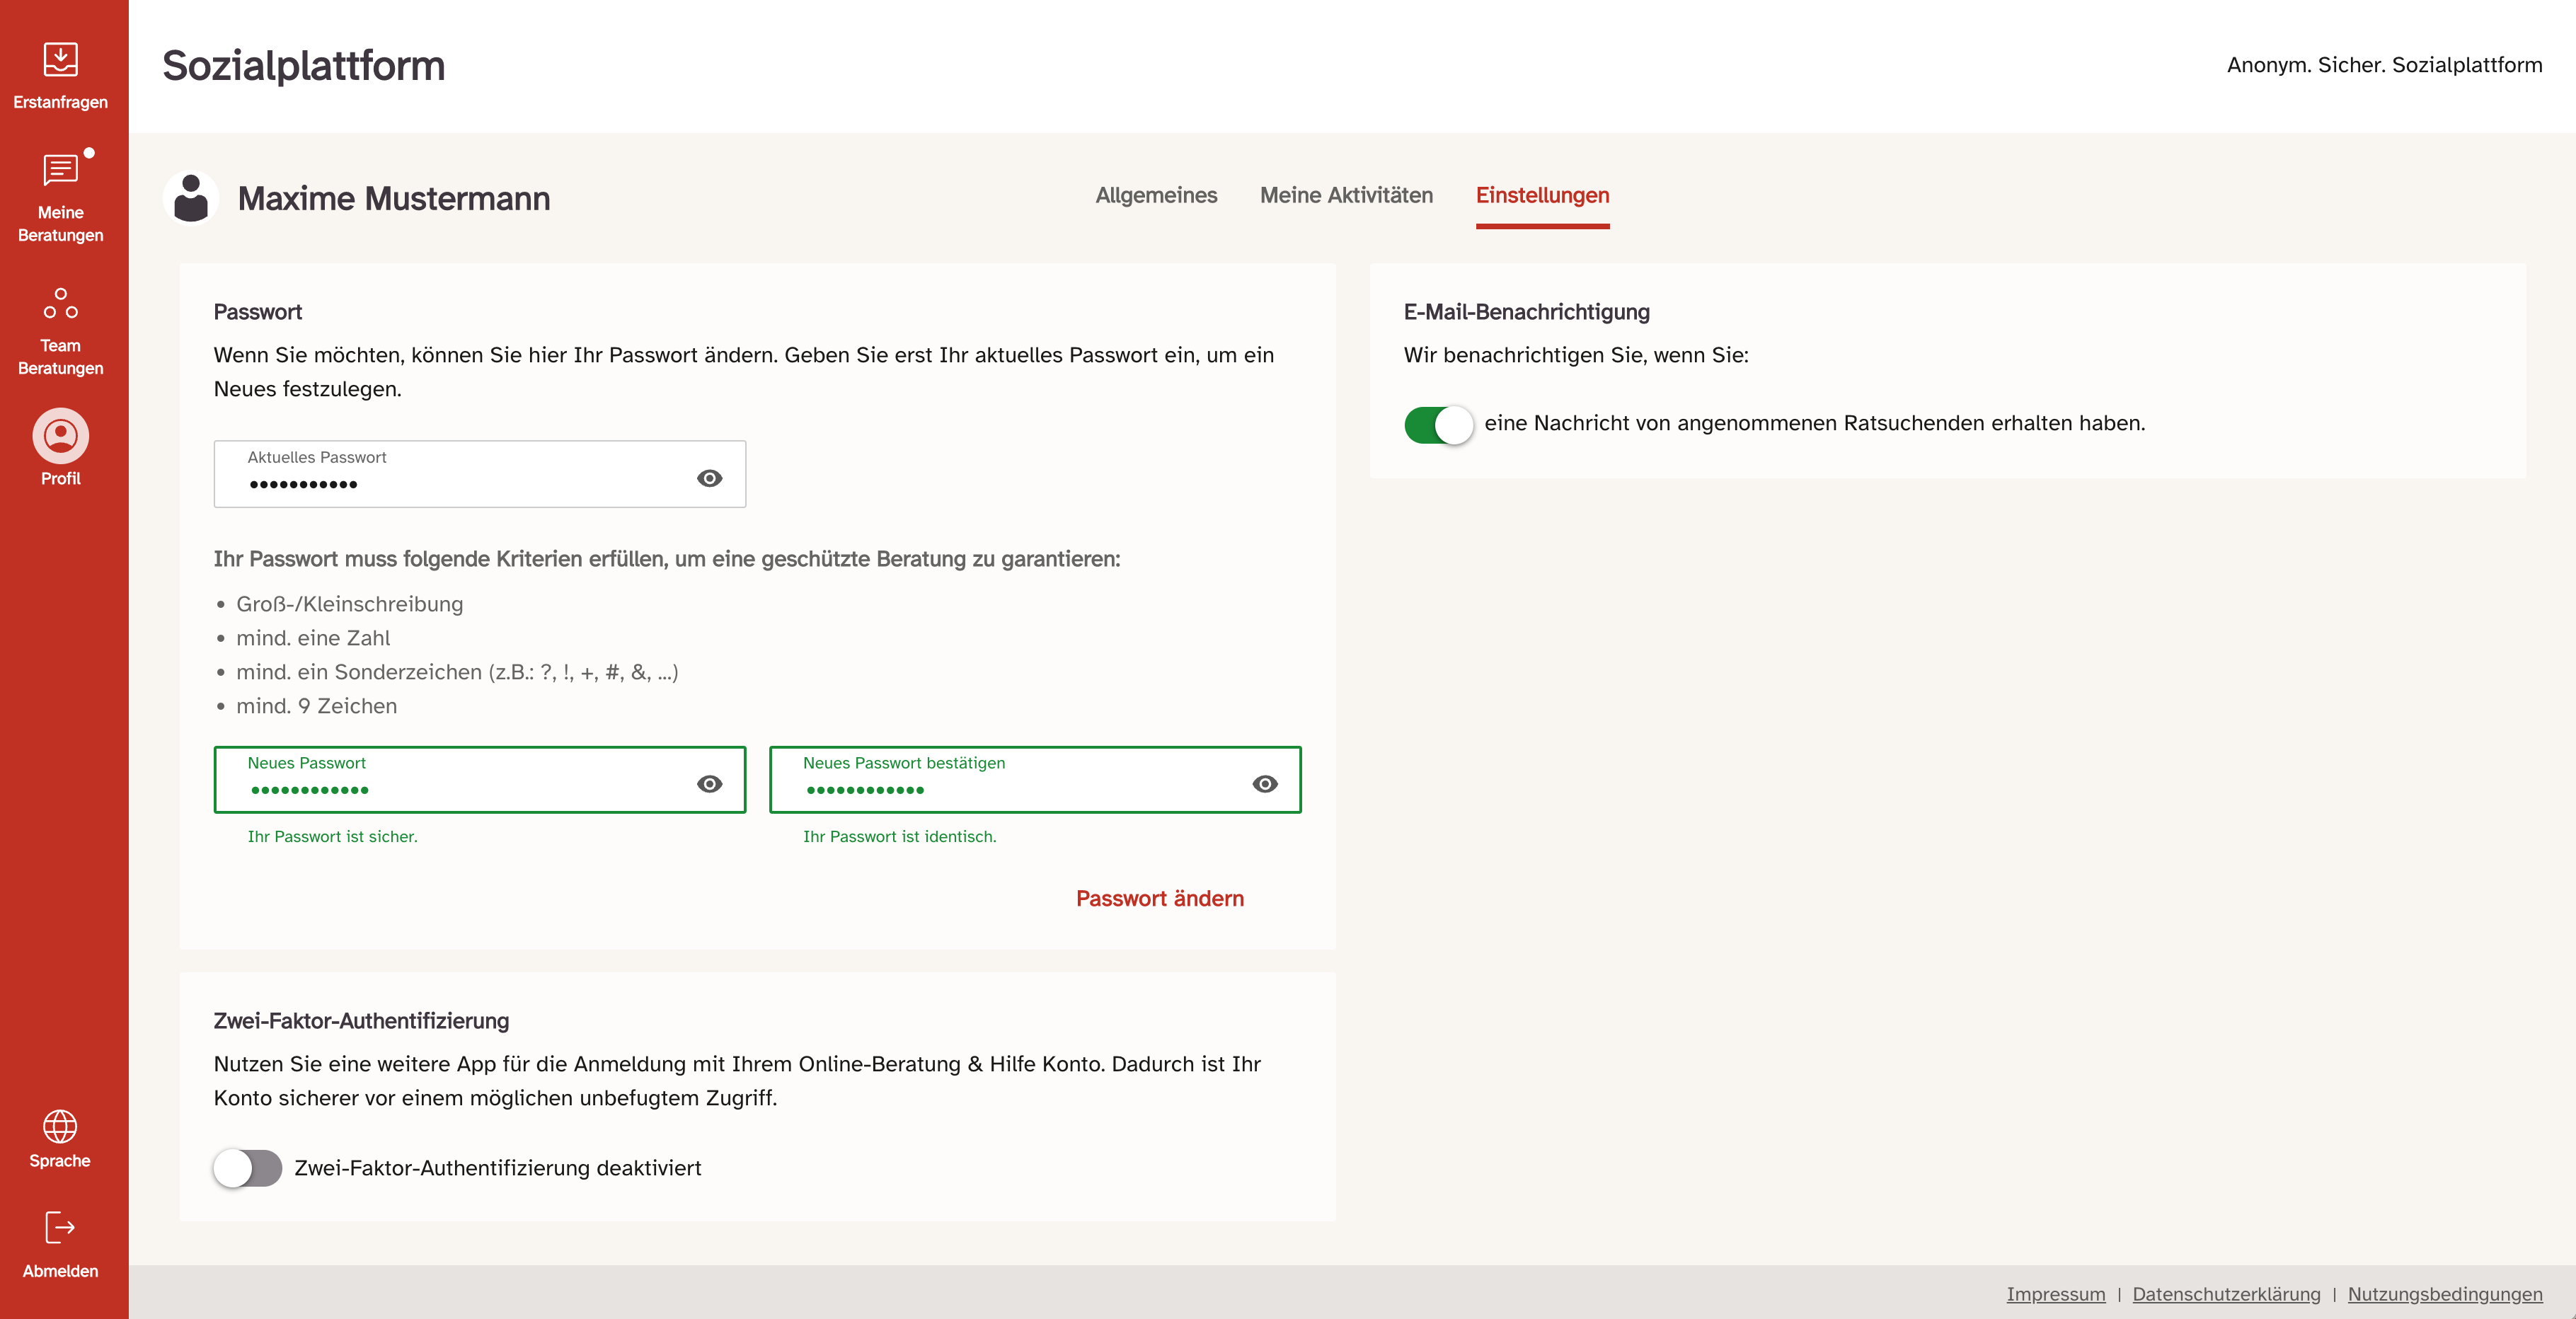 Erstanfragen
Meine
Beratungen
Team
Beratungen
Profil
Sprache
Abmelden
Sozialplattform
Anonym. Sicher. Sozialplattform
Maxime Mustermann
Allgemeines
Meine Aktivitäten
Einstellungen
Passwort
Wenn Sie möchten, können Sie hier Ihr Passwort ändern. Geben Sie erst Ihr aktuelles Passwort ein, um ein
Neues festzulegen.
Aktuelles Passwort
•••••••••••
Ihr Passwort muss folgende Kriterien erfüllen, um eine geschützte Beratung zu garantieren:
• Groß-/Kleinschreibung
• mind. eine Zahl
• mind. ein Sonderzeichen (z.B.: ?, !, +, #, &, ...)
• mind. 9 Zeichen
Neues Passwort
••••••••••••
Ihr Passwort ist sicher.
Neues Passwort bestätigen
••••••••••••
Ihr Passwort ist identisch.
Passwort ändern
Zwei-Faktor-Authentifizierung
Nutzen Sie eine weitere App für die Anmeldung mit Ihrem Online-Beratung & Hilfe Konto. Dadurch ist Ihr
Konto sicherer vor einem möglichen unbefugtem Zugriff.
Zwei-Faktor-Authentifizierung deaktiviert
E-Mail-Benachrichtigung
Wir benachrichtigen Sie, wenn Sie:
eine Nachricht von angenommenen Ratsuchenden erhalten haben.
Impressum | Datenschutzerklärung | Nutzungsbedingungen